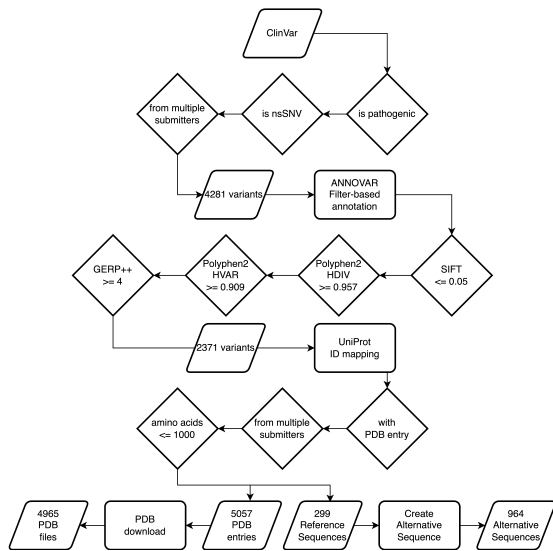 ClinVar
from multiple
submitters
is nsSNV
is pathogenic
4281 variants
ANNOVAR
Filter-based
annotation
GERP++
>= 4
Polyphen2
HVAR
>= 0.909
Polyphen2
HDIV
>= 0.957
SIFT
<= 0.05
2371 variants
UniProt
ID mapping
amino acids
<= 1000
from multiple
submitters
with
PDB entry
4965
PDB
files
PDB
download
5057
PDB
entries
299
Reference
Sequences
Create
Alternative
Sequence
964
Alternative
Sequences